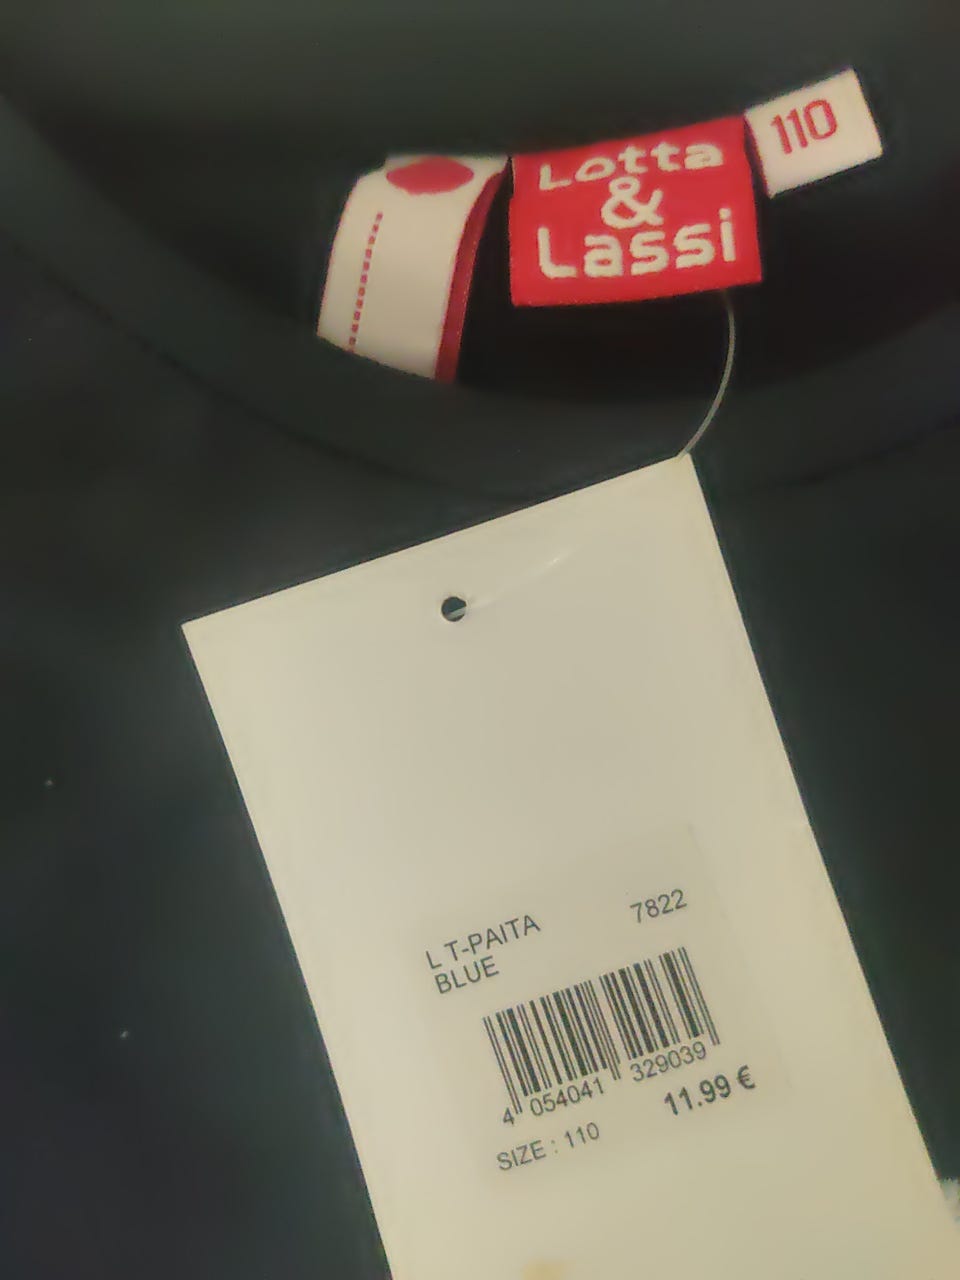 110
Lotta
&
Lassi
L T-PAITA 7822
BLUE
4 054041 329039
11.99 €
SIZE : 110